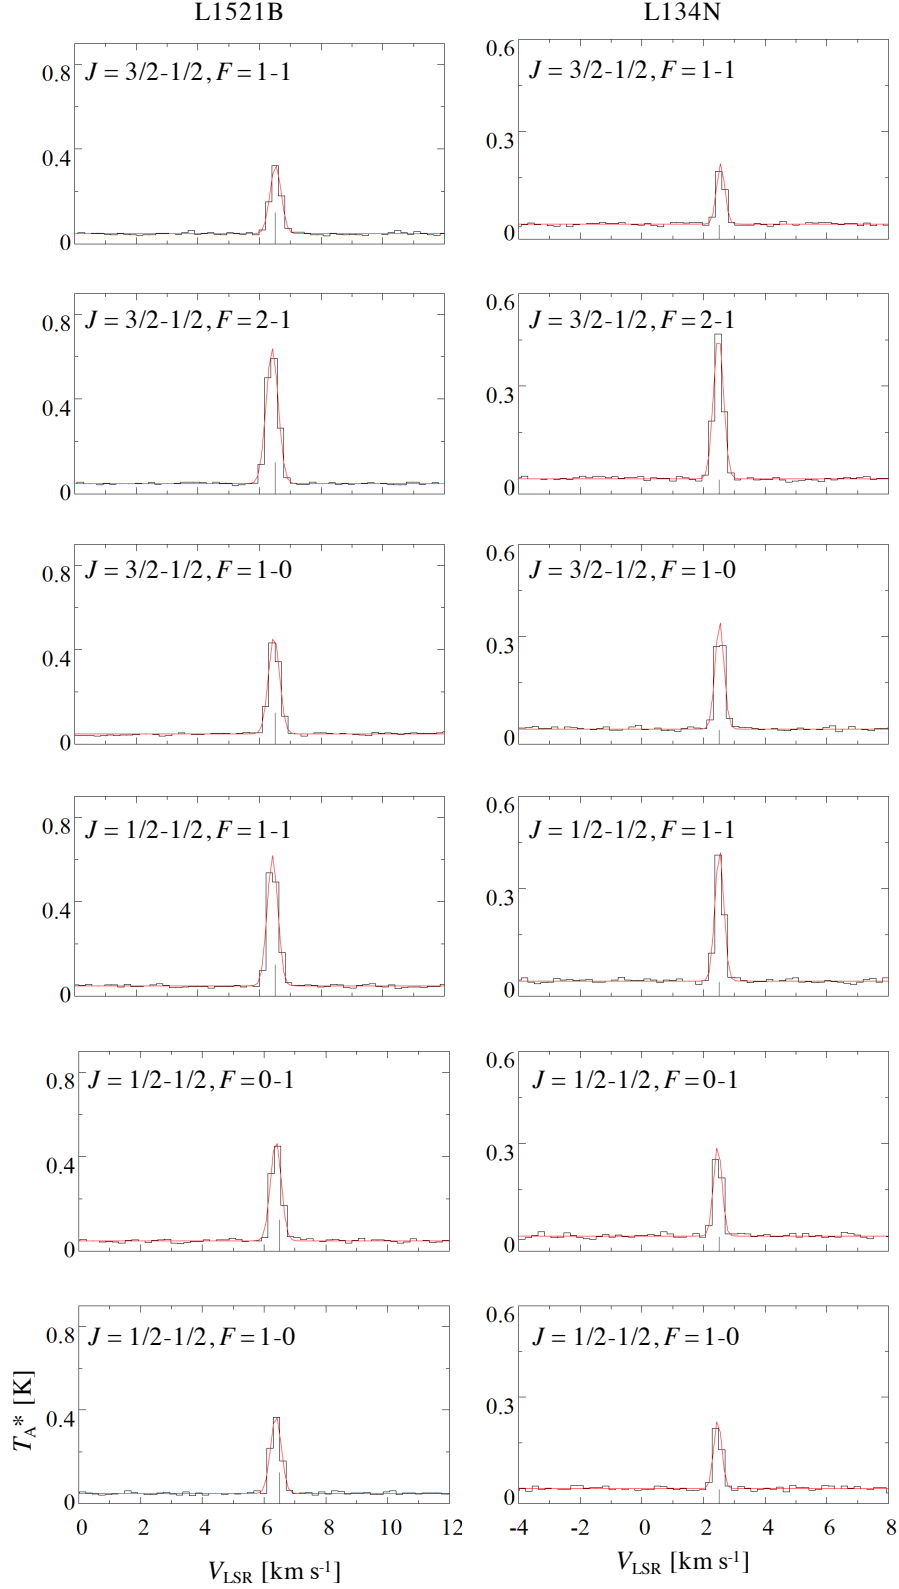 L1521B L134N
0.8 J = 3/2-1/2, F = 1-1 0.6 J = 3/2-1/2, F = 1-1
0.4 0.3
0 0
0.8 J = 3/2-1/2, F = 2-1 0.6 J = 3/2-1/2, F = 2-1
0.4 0.3
0 0
0.8 J = 3/2-1/2, F = 1-0 0.6 J = 3/2-1/2, F = 1-0
0.4 0.3
0 0
0.8 J = 1/2-1/2, F = 1-1 0.6 J = 1/2-1/2, F = 1-1
0.4 0.3
0 0
0.8 J = 1/2-1/2, F = 0-1 0.6 J = 1/2-1/2, F = 0-1
0.4 0.3
0 0
0.8 J = 1/2-1/2, F = 1-0 0.6 J = 1/2-1/2, F = 1-0
0.4 0.3
0 0
T_A* [K]
0 2 4 6 8 10 12 -4 -2 0 2 4 6 8
V_LSR [km s⁻¹] V_LSR [km s⁻¹]